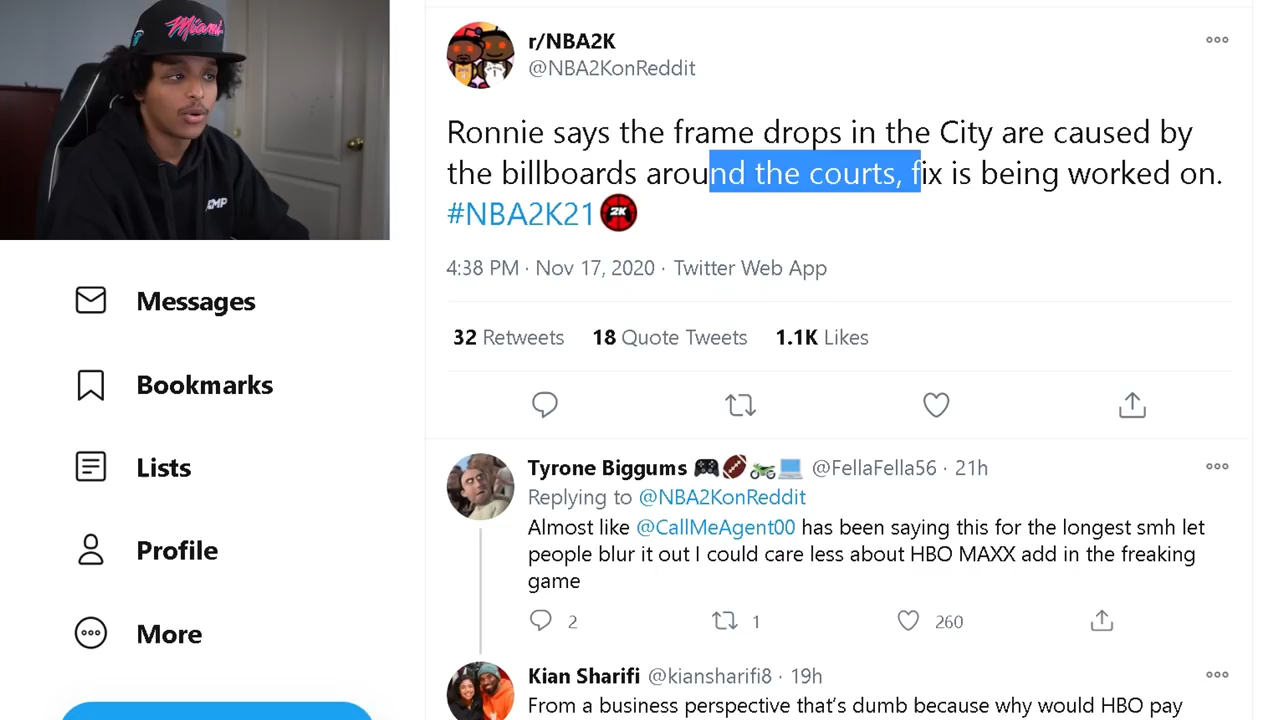 Miami
r/NBA2K
@NBA2KonReddit
Ronnie says the frame drops in the City are caused by
the billboards around the courts, fix is being worked on.
#NBA2K21 2K
4:38 PM · Nov 17, 2020 · Twitter Web App
32 Retweets 18 Quote Tweets 1.1K Likes
Messages
Bookmarks
Lists
Profile
More
Tyrone Biggums 🎮🏈🏍️💻 @FellaFella56 · 21h
Replying to @NBA2KonReddit
Almost like @CallMeAgent00 has been saying this for the longest smh let
people blur it out I could care less about HBO MAXX add in the freaking
game
2 1 260
Kian Sharifi @kiansharifi8 · 19h
From a business perspective that's dumb because why would HBO pay